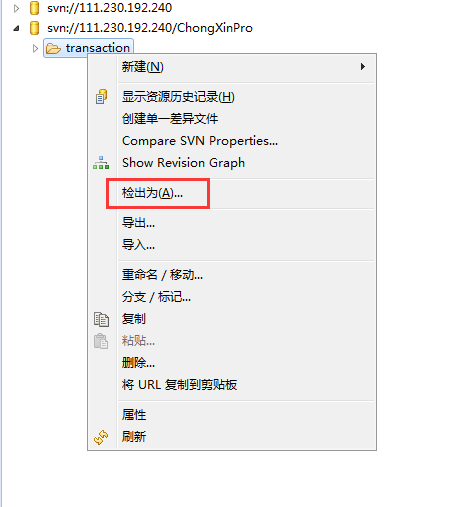 svn://111.230.192.240
svn://111.230.192.240/ChongXinPro
transaction
新建(N)
显示资源历史记录(H)
创建单一差异文件
Compare SVN Properties...
Show Revision Graph
检出为(A)...
导出...
导入...
重命名 / 移动...
分支 / 标记...
复制
粘贴...
删除...
将 URL 复制到剪贴板
属性
刷新